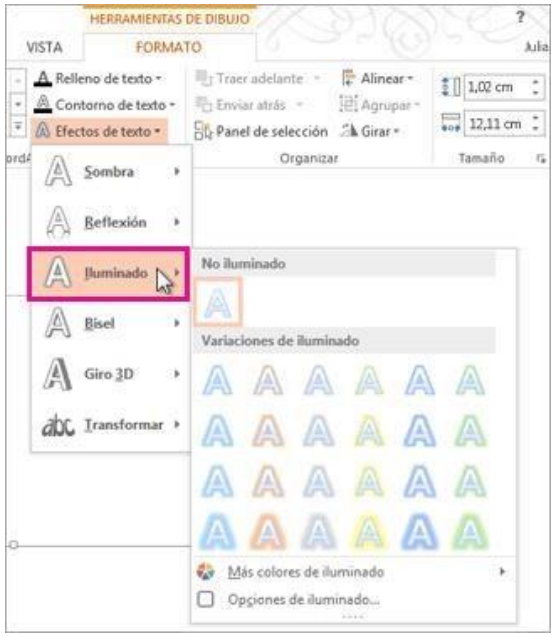 HERRAMIENTAS DE DIBUJO
?
VISTA
FORMATO
Julia
Relleno de texto
Traer adelante
Alinear
1,02 cm
Contorno de texto
Enviar atrás
Agrupar
Efectos de texto
Panel de selección
Girar
12,11 cm
Organizar
Tamaño
Sombra
Reflexión
Iluminado
No iluminado
Bisel
Variaciones de iluminado
Giro 3D
abc Transformar
Más colores de iluminado
Opciones de iluminado...